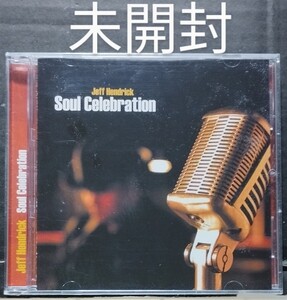 未開封
Jeff Hendrick
Soul Celebration
Jeff Hendrick Soul Celebration